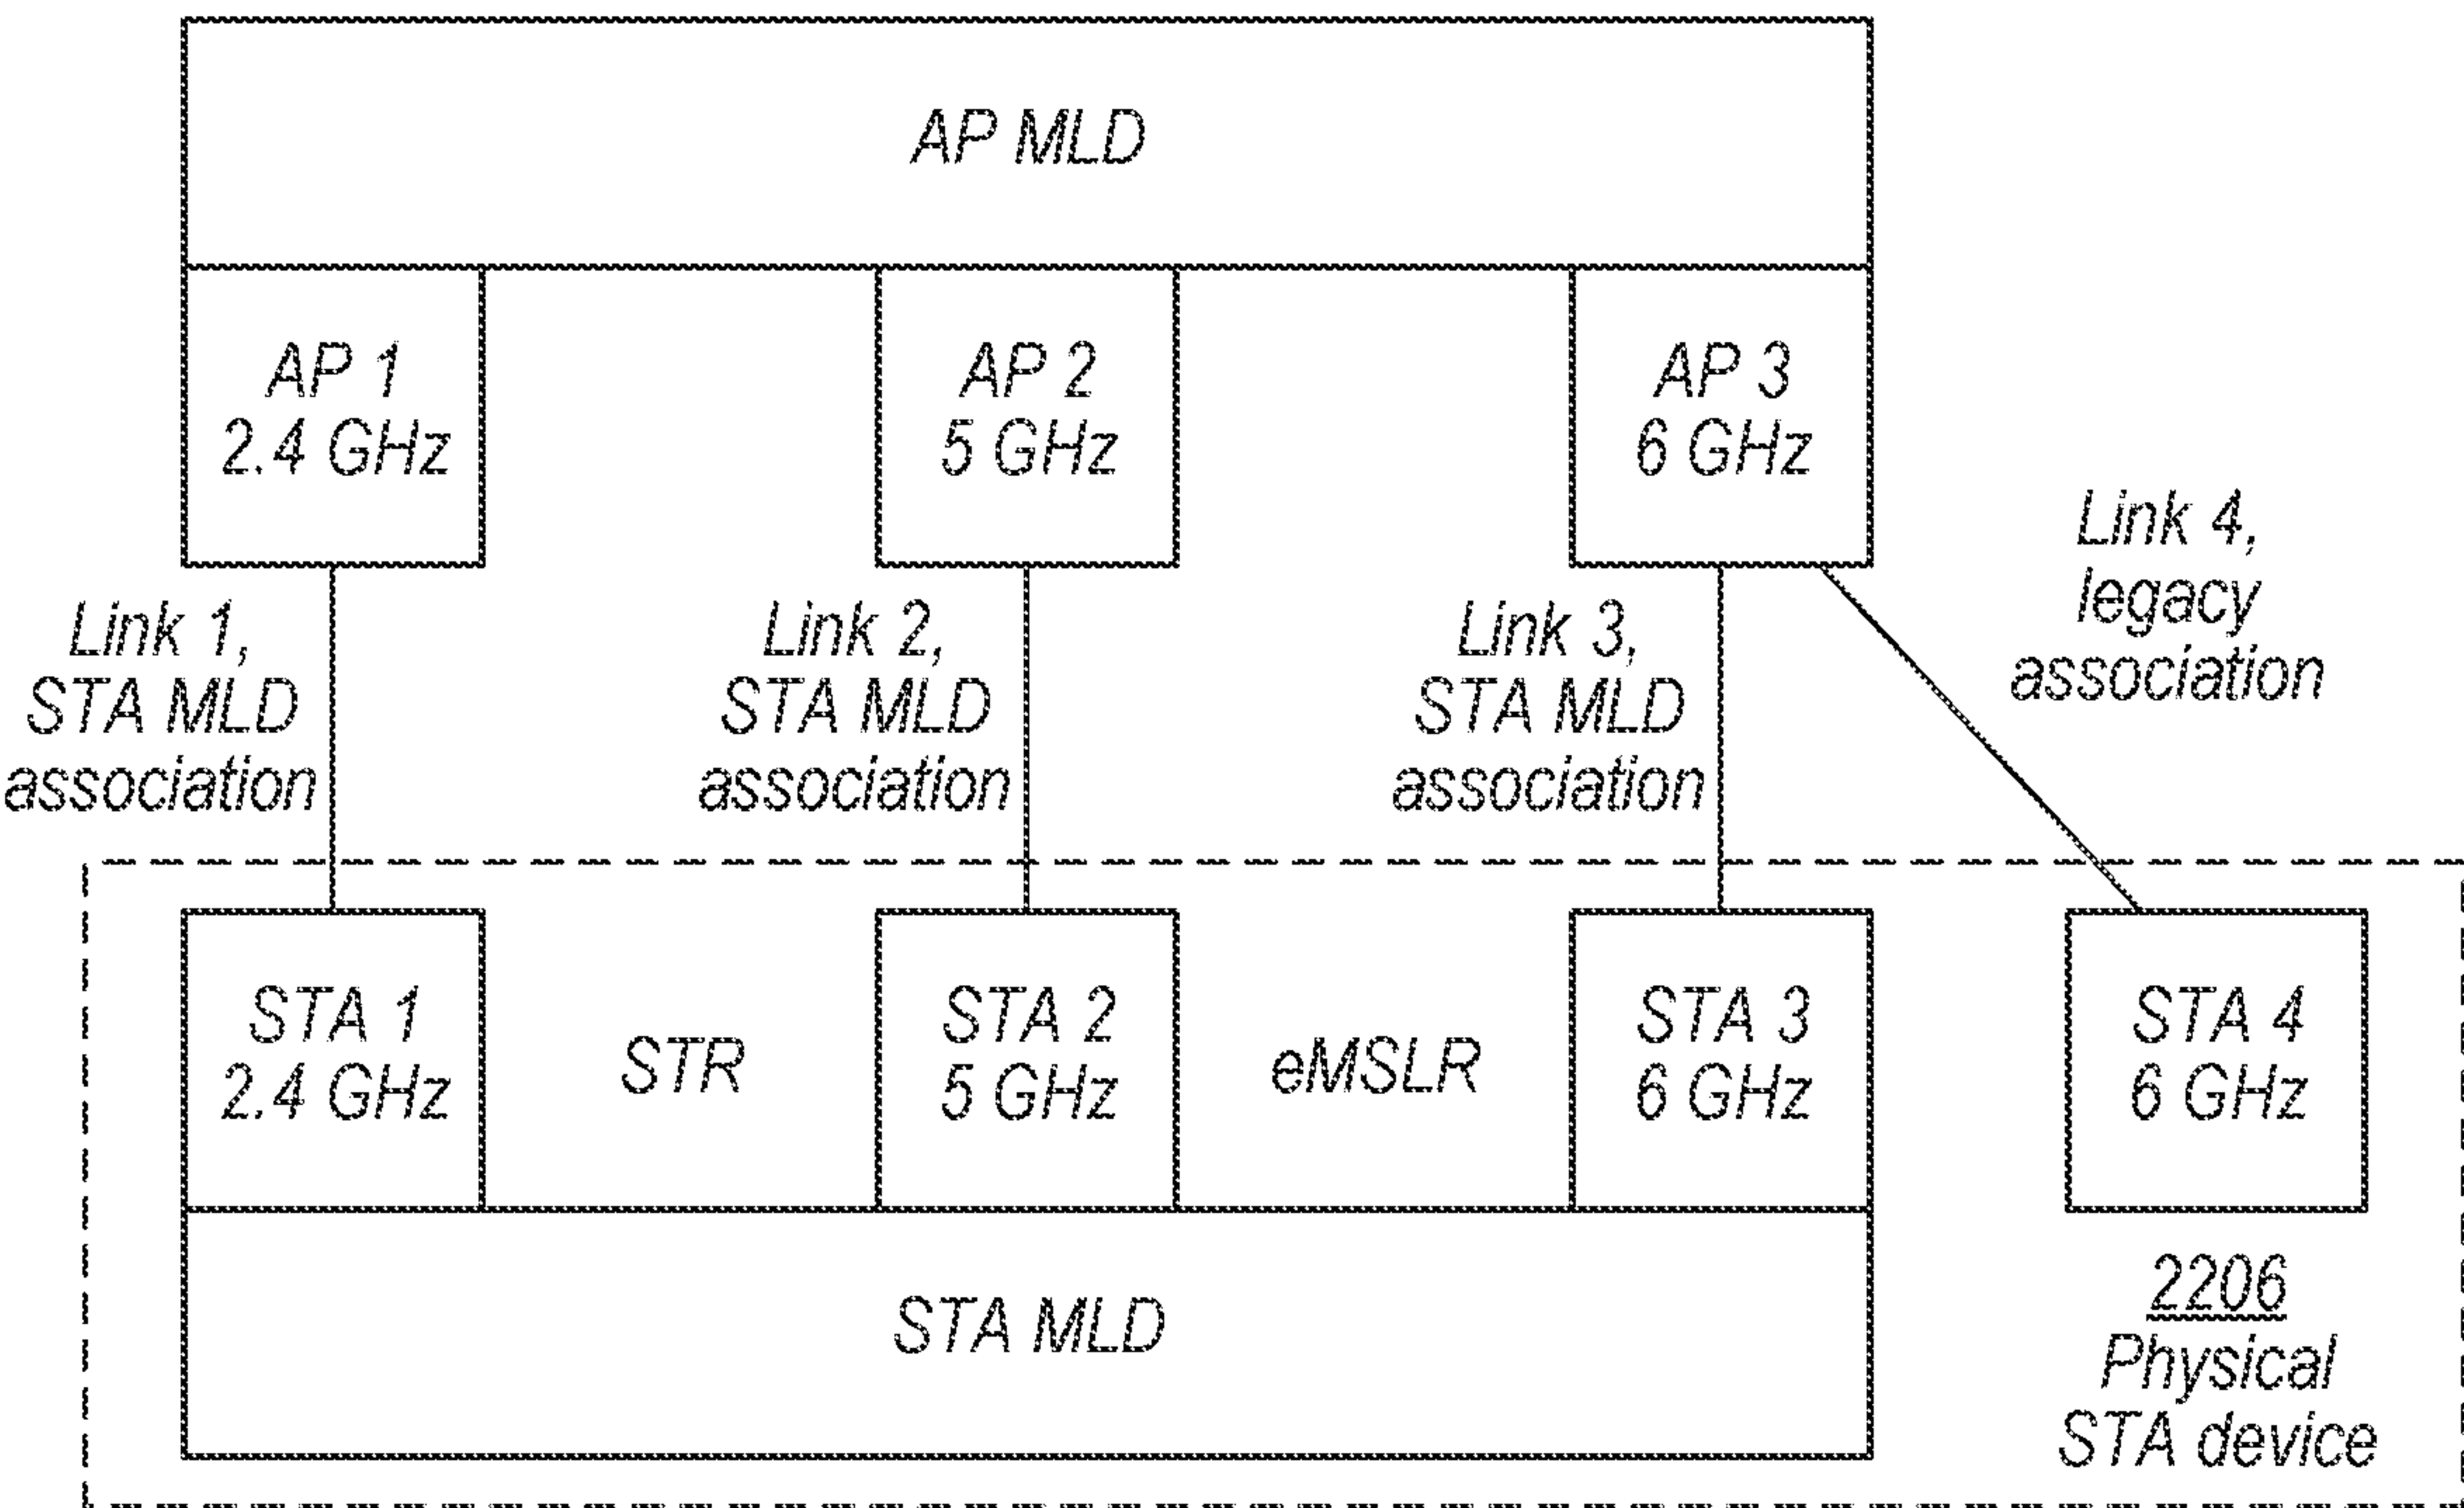 AP MLD
AP 1
2.4 GHz
AP 2
5 GHz
AP 3
6 GHz
Link 1,
STA MLD
association
Link 2,
STA MLD
association
Link 3,
STA MLD
association
Link 4,
legacy
association
STA 1
2.4 GHz
STR
STA 2
5 GHz
eMSLR
STA 3
6 GHz
STA 4
6 GHz
STA MLD
2206
Physical
STA device